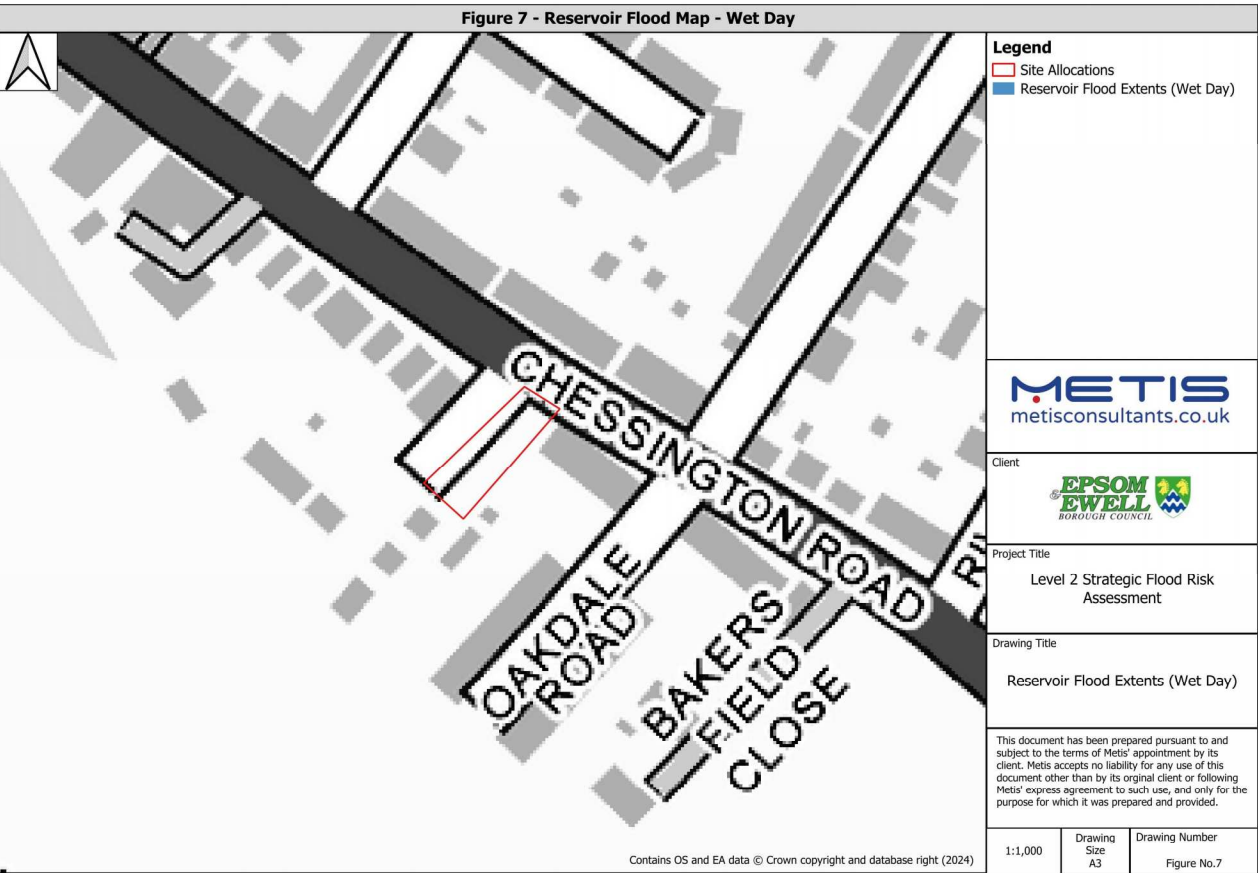 Figure 7 - Reservoir Flood Map - Wet Day
Legend
Site Allocations
Reservoir Flood Extents (Wet Day)
CHESSINGTON ROAD
OAKDALE
ROAD
BAKERS
FIELD
CLOSE
METIS
metisconsultants.co.uk
Client
EPSOM
& EWELL
BOROUGH COUNCIL
Project Title
Level 2 Strategic Flood Risk
Assessment
Drawing Title
Reservoir Flood Extents (Wet Day)
This document has been prepared pursuant to and
subject to the terms of Metis' appointment by its
client. Metis accepts no liability for any use of this
document other than by its orginal client or following
Metis' express agreement to such use, and only for the
purpose for which it was prepared and provided.
1:1,000
Drawing
Size
A3
Drawing Number
Figure No.7
Contains OS and EA data © Crown copyright and database right (2024)